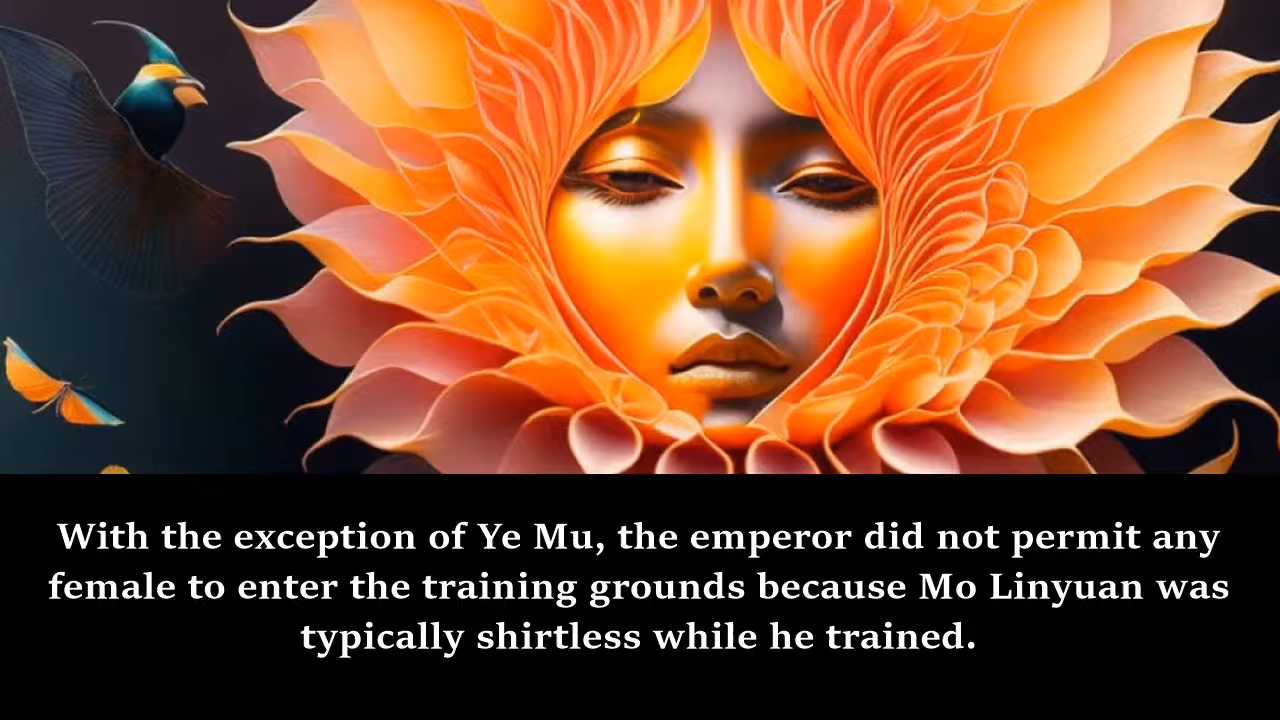 With the exception of Ye Mu, the emperor did not permit any
female to enter the training grounds because Mo Linyuan was
typically shirtless while he trained.